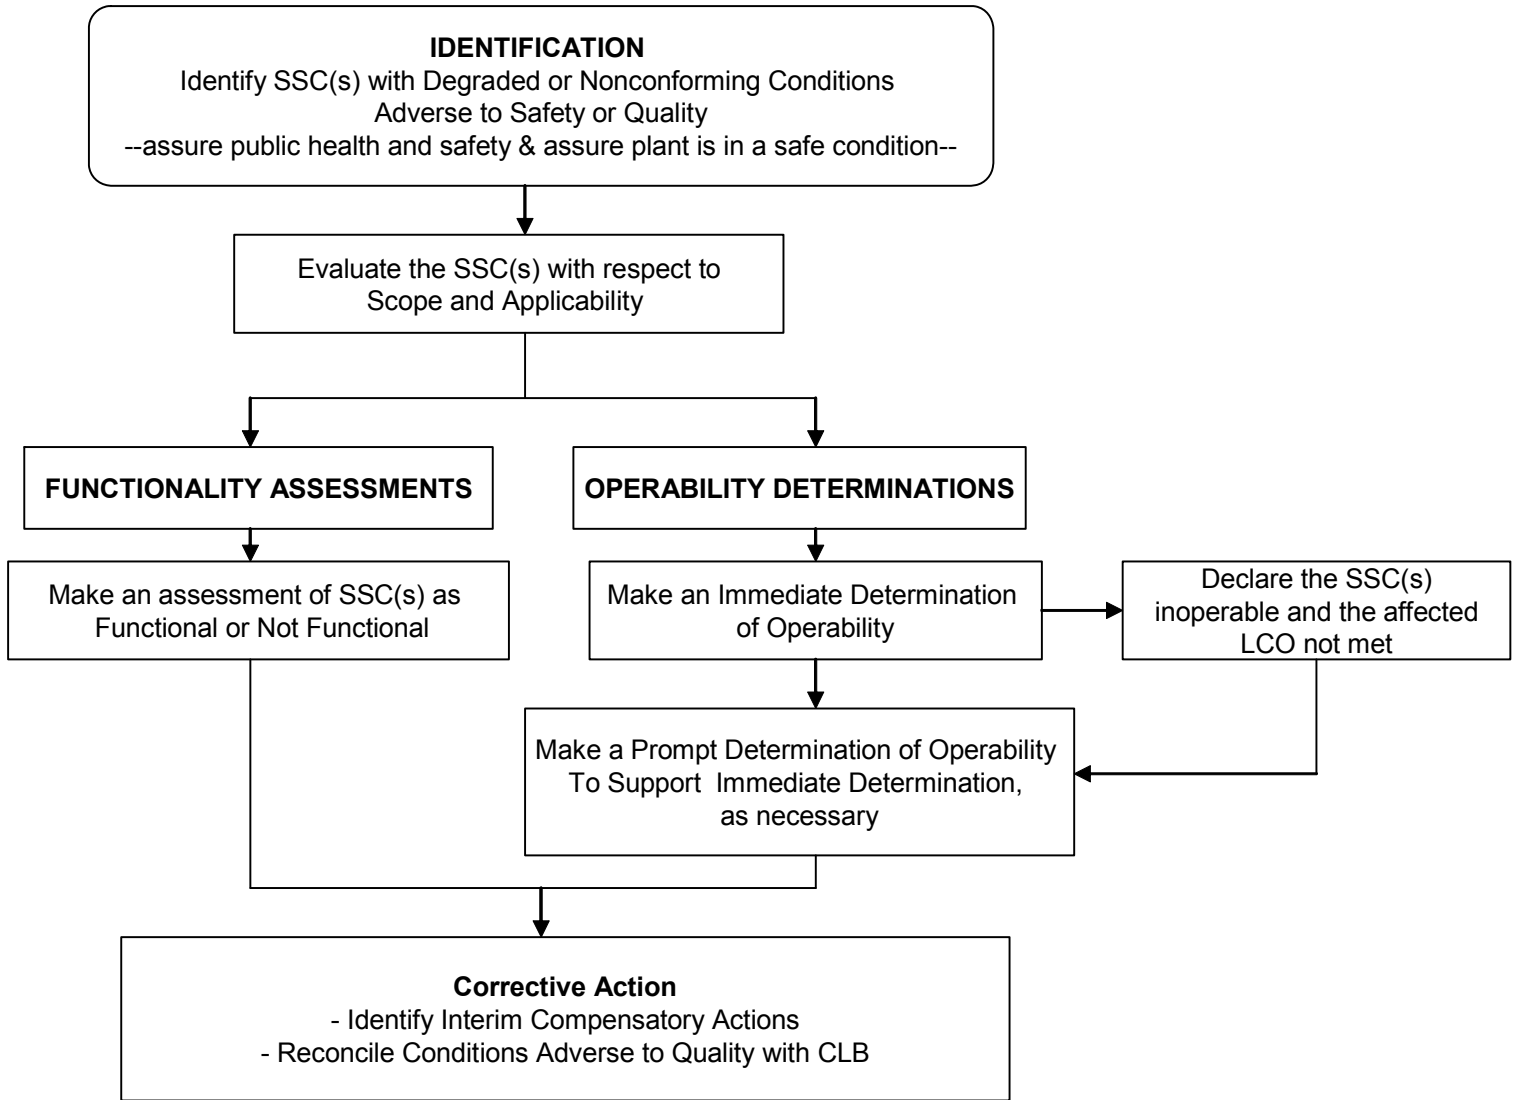 IDENTIFICATION
Identify SSC(s) with Degraded or Nonconforming Conditions
Adverse to Safety or Quality
--assure public health and safety & assure plant is in a safe condition--
Evaluate the SSC(s) with respect to
Scope and Applicability
FUNCTIONALITY ASSESSMENTS
OPERABILITY DETERMINATIONS
Make an assessment of SSC(s) as
Functional or Not Functional
Make an Immediate Determination
of Operability
Declare the SSC(s)
inoperable and the affected
LCO not met
Make a Prompt Determination of Operability
To Support Immediate Determination,
as necessary
Corrective Action
- Identify Interim Compensatory Actions
- Reconcile Conditions Adverse to Quality with CLB